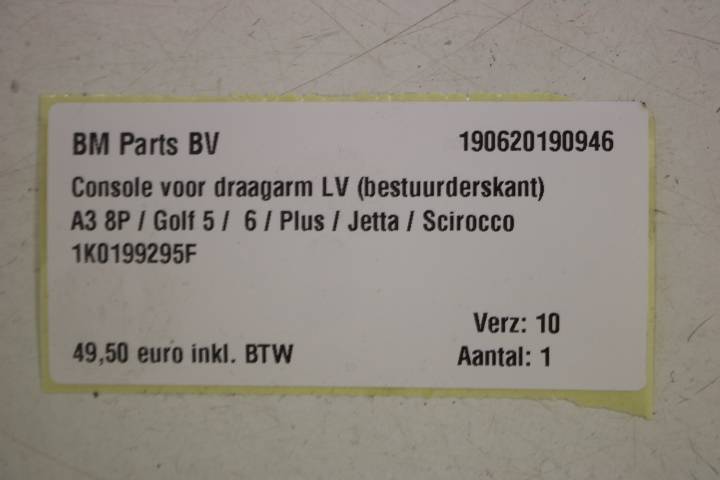 BM Parts BV 190620190946
Console voor draagarm LV (bestuurderskant)
A3 8P / Golf 5 / 6 / Plus / Jetta / Scirocco
1K0199295F
Verz: 10
49,50 euro inkl. BTW Aantal: 1